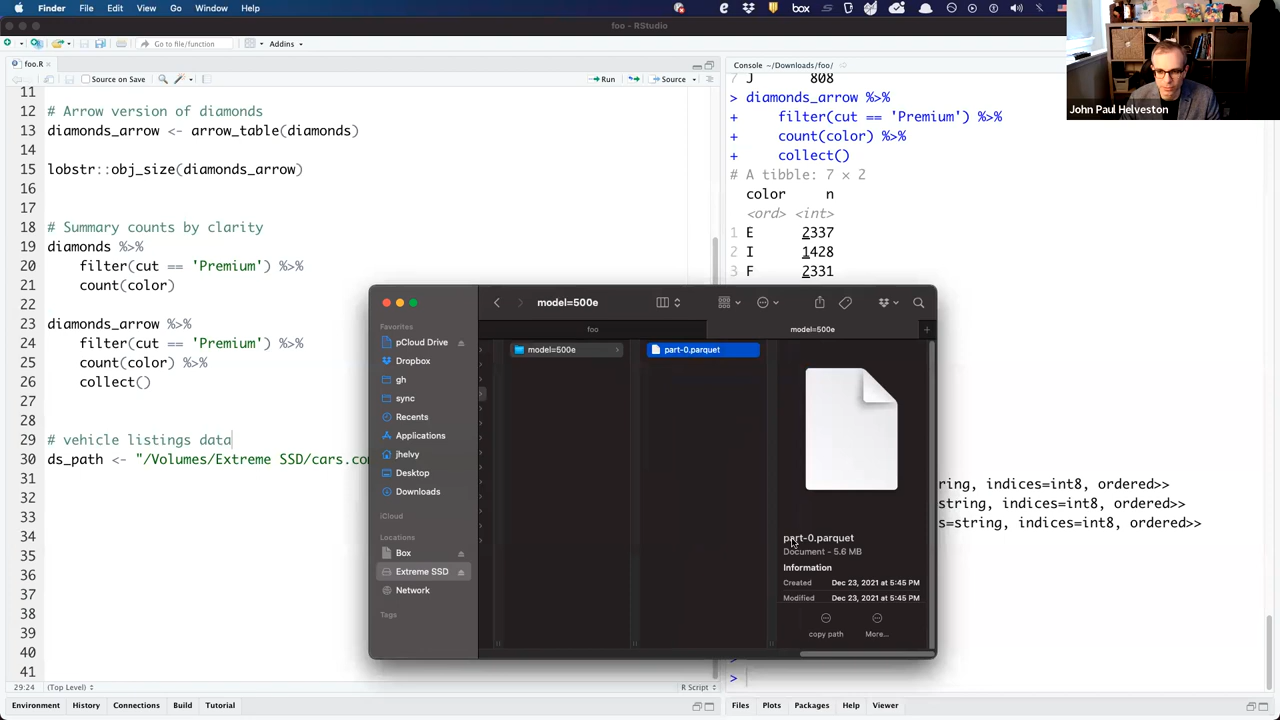 Finder File Edit View Go Window Help
foo - RStudio
Go to file/function
Addins
foo.R
Source on Save
Run
Source
11
12 # Arrow version of diamonds
13 diamonds_arrow <- arrow_table(diamonds)
14
15 lobstr::obj_size(diamonds_arrow)
16
17
18 # Summary counts by clarity
19 diamonds %>%
20 filter(cut == 'Premium') %>%
21 count(color)
22
23 diamonds_arrow %>%
24 filter(cut == 'Premium') %>%
25 count(color) %>%
26 collect()
27
28
29 # vehicle listings data
30 ds_path <- "/Volumes/Extreme SSD/cars.co
31
32
33
34
35
36
37
38
39
40
41
29:24 (Top Level)
R Script
Environment History Connections Build Tutorial
Console ~/Downloads/foo/
7 J 808
> diamonds_arrow %>%
+ filter(cut == 'Premium') %>%
+ count(color) %>%
+ collect()
# A tibble: 7 × 2
color n
<ord> <int>
1 E 2337
2 I 1428
3 F 2331
ring, indices=int8, ordered>>
string, indices=int8, ordered>>
s=string, indices=int8, ordered>>
>
>
Files Plots Packages Help Viewer
model=500e
foo
model=500e
Favorites
pCloud Drive
Dropbox
gh
sync
Recents
Applications
jhelvy
Desktop
Downloads
iCloud
Locations
Box
Extreme SSD
Network
Tags
model=500e
part-0.parquet
part-0.parquet
Document - 5.6 MB
Information
Created Dec 23, 2021 at 5:45 PM
Modified Dec 23, 2021 at 5:45 PM
copy path
More...
John Paul Helveston